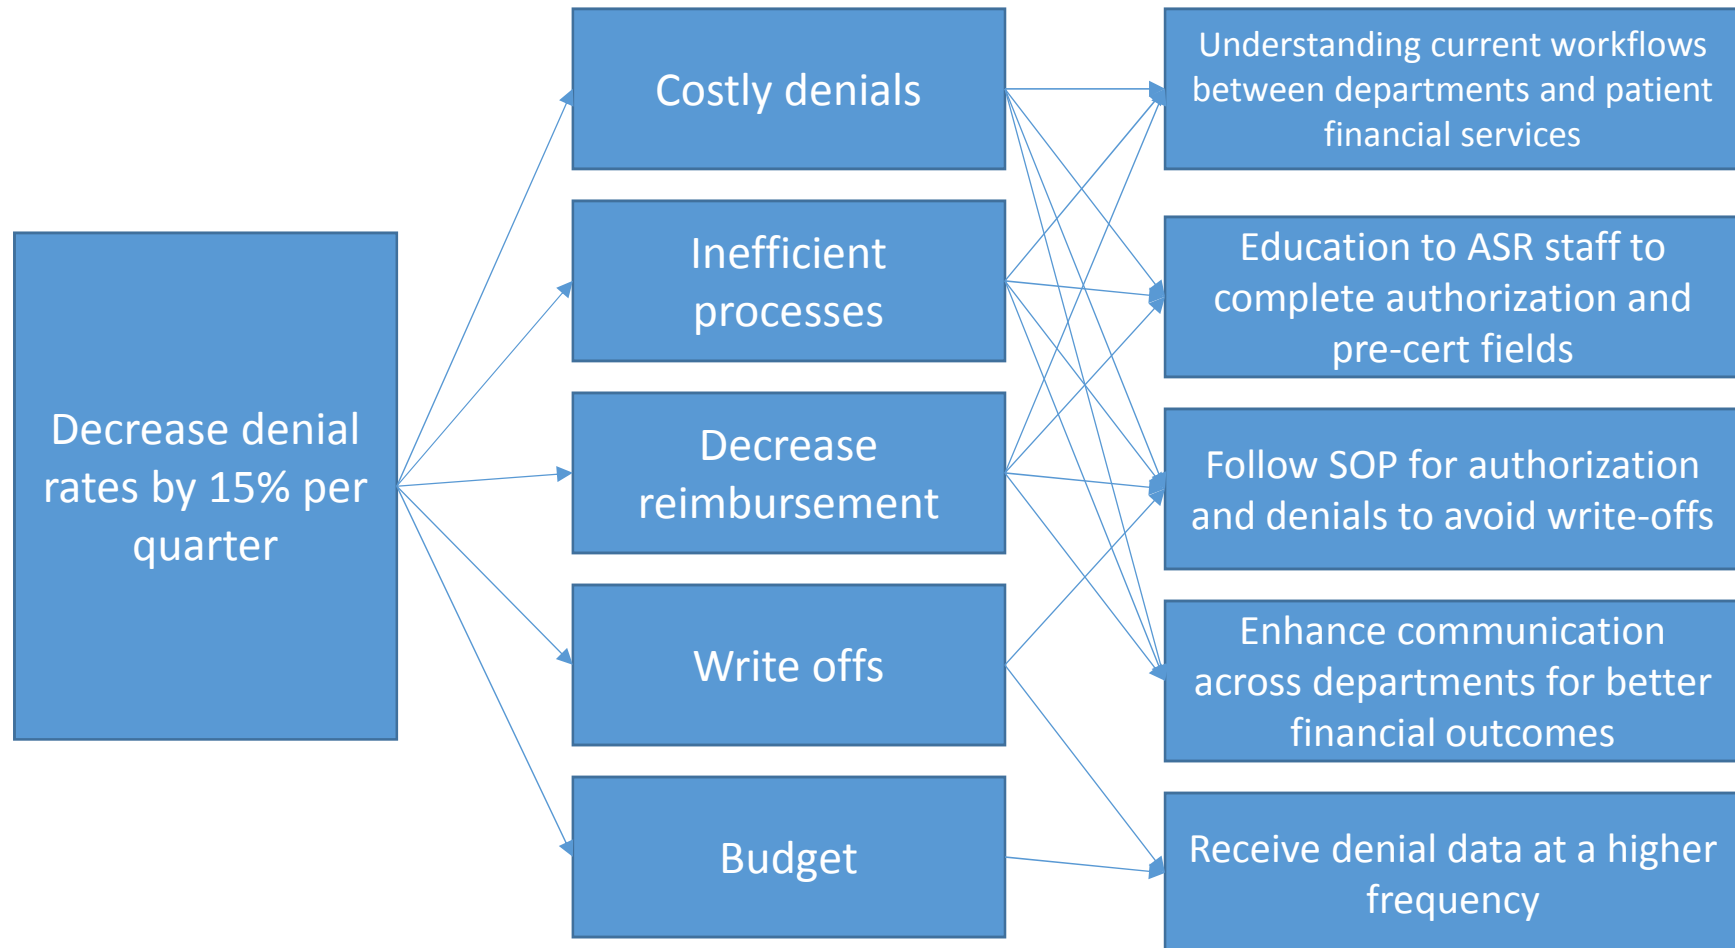 Decrease denial
rates by 15% per
quarter
Costly denials
Inefficient
processes
Decrease
reimbursement
Write offs
Budget
Understanding current workflows
between departments and patient
financial services
Education to ASR staff to
complete authorization and
pre-cert fields
Follow SOP for authorization
and denials to avoid write-offs
Enhance communication
across departments for better
financial outcomes
Receive denial data at a higher
frequency